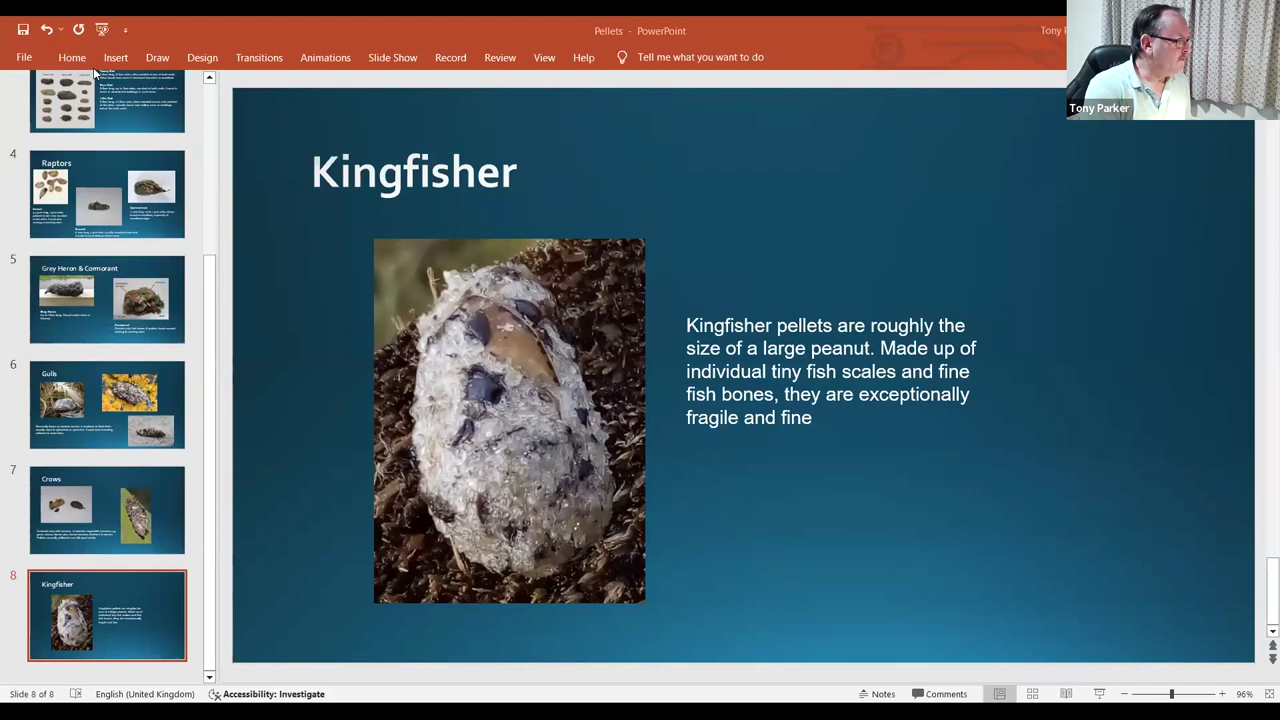 Pellets - PowerPoint
Tony P
File Home Insert Draw Design Transitions Animations Slide Show Record Review View Help Tell me what you want to do
Tony Parker
4
Raptors
5
Grey Heron & Cormorant
6
Gulls
7
Crows
8
Kingfisher
Kingfisher
Kingfisher pellets are roughly the
size of a large peanut. Made up of
individual tiny fish scales and fine
fish bones, they are exceptionally
fragile and fine
Slide 8 of 8 English (United Kingdom) Accessibility: Investigate Notes Comments 96%